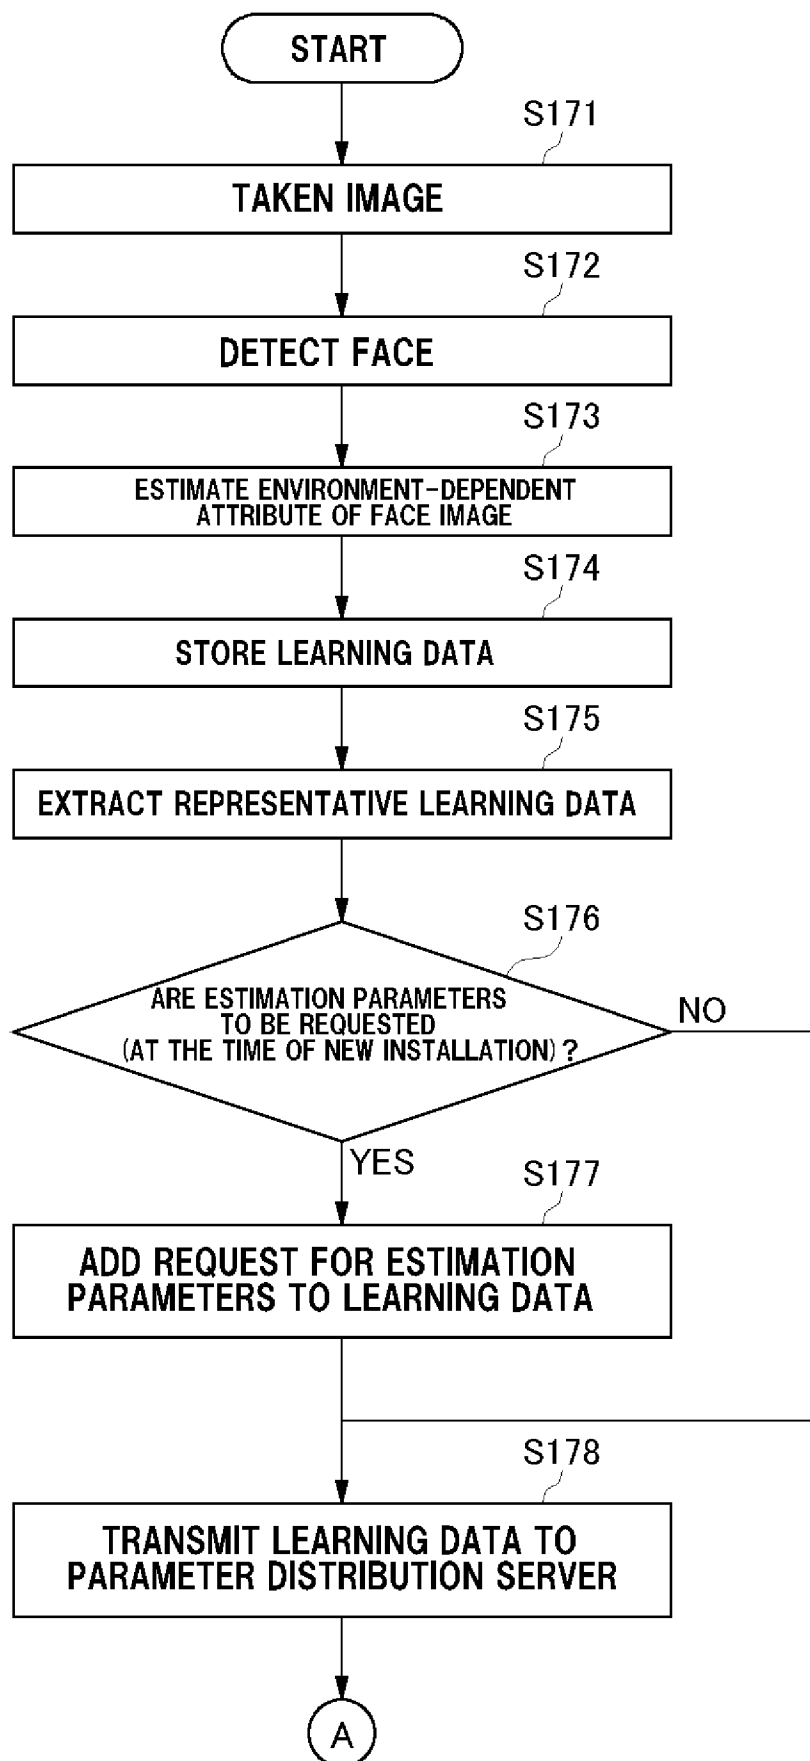 START
S171
TAKEN IMAGE
S172
DETECT FACE
S173
ESTIMATE ENVIRONMENT-DEPENDENT
ATTRIBUTE OF FACE IMAGE
S174
STORE LEARNING DATA
S175
EXTRACT REPRESENTATIVE LEARNING DATA
S176
ARE ESTIMATION PARAMETERS
TO BE REQUESTED
(AT THE TIME OF NEW INSTALLATION)?
NO
YES
S177
ADD REQUEST FOR ESTIMATION
PARAMETERS TO LEARNING DATA
S178
TRANSMIT LEARNING DATA TO
PARAMETER DISTRIBUTION SERVER
A